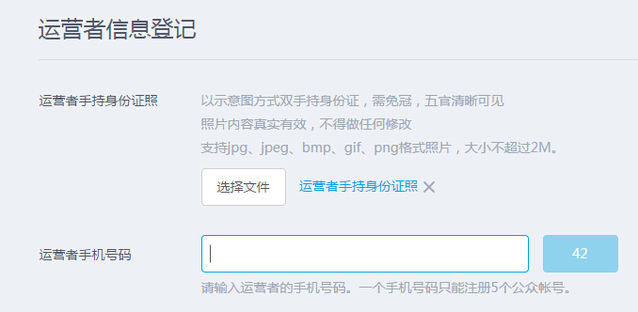 运营者信息登记
运营者手持身份证照
以示意图方式双手持身份证，需免冠，五官清晰可见
照片内容真实有效，不得做任何修改
支持jpg、jpeg、bmp、gif、png格式照片，大小不超过2M。
选择文件 运营者手持身份证照
运营者手机号码 42
请输入运营者的手机号码。一个手机号码只能注册5个公众帐号。